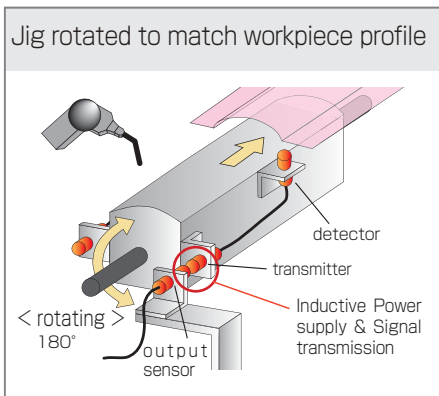 Jig rotated to match workpiece profile
detector
transmitter
< rotating >
180°
output
sensor
Inductive Power
supply & Signal
transmission